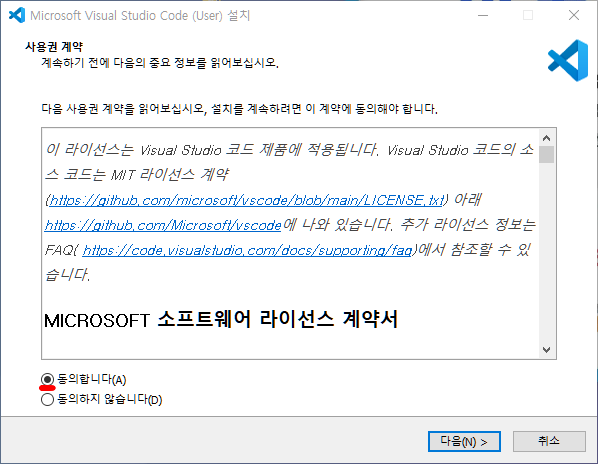 Microsoft Visual Studio Code (User) 설치
사용권 계약
계속하기 전에 다음의 중요 정보를 읽어보십시오.
다음 사용권 계약을 읽어보십시오, 설치를 계속하려면 이 계약에 동의해야 합니다.
이 라이선스는 Visual Studio 코드 제품에 적용됩니다. Visual Studio 코드의 소
스 코드는 MIT 라이선스 계약
(https://github.com/microsoft/vscode/blob/main/LICENSE.txt) 아래
https://github.com/Microsoft/vscode에 나와 있습니다. 추가 라이선스 정보는
FAQ( https://code.visualstudio.com/docs/supporting/faq)에서 참조할 수 있
습니다.
MICROSOFT 소프트웨어 라이선스 계약서
동의합니다(A)
동의하지 않습니다(D)
다음(N) >
취소